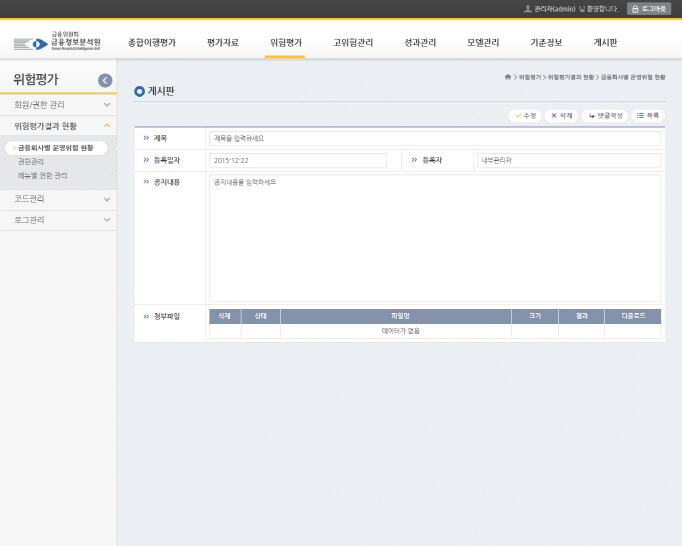 관리자(admin) 님 환영합니다
로그아웃
금융위원회
금융정보분석원
Korea Financial Intelligence Unit
종합이행평가
평가자료
위험평가
고위험관리
성과관리
모델관리
기준정보
게시판
위험평가
> 위험평가 > 위험평가결과 현황 > 금융회사별 운영위험 현황
게시판
회원/권한 관리
위험평가결과 현황
금융회사별 운영위험 현황
권한관리
메뉴별 권한 관리
코드관리
로그관리
수정
삭제
댓글작성
목록
제목
제목을 입력하세요
등록일자
2015-12-22
등록자
내부관리자
공지내용
공지내용을 입력하세요
첨부파일
삭제
상태
파일명
크기
결과
다운로드
데이터가 없음